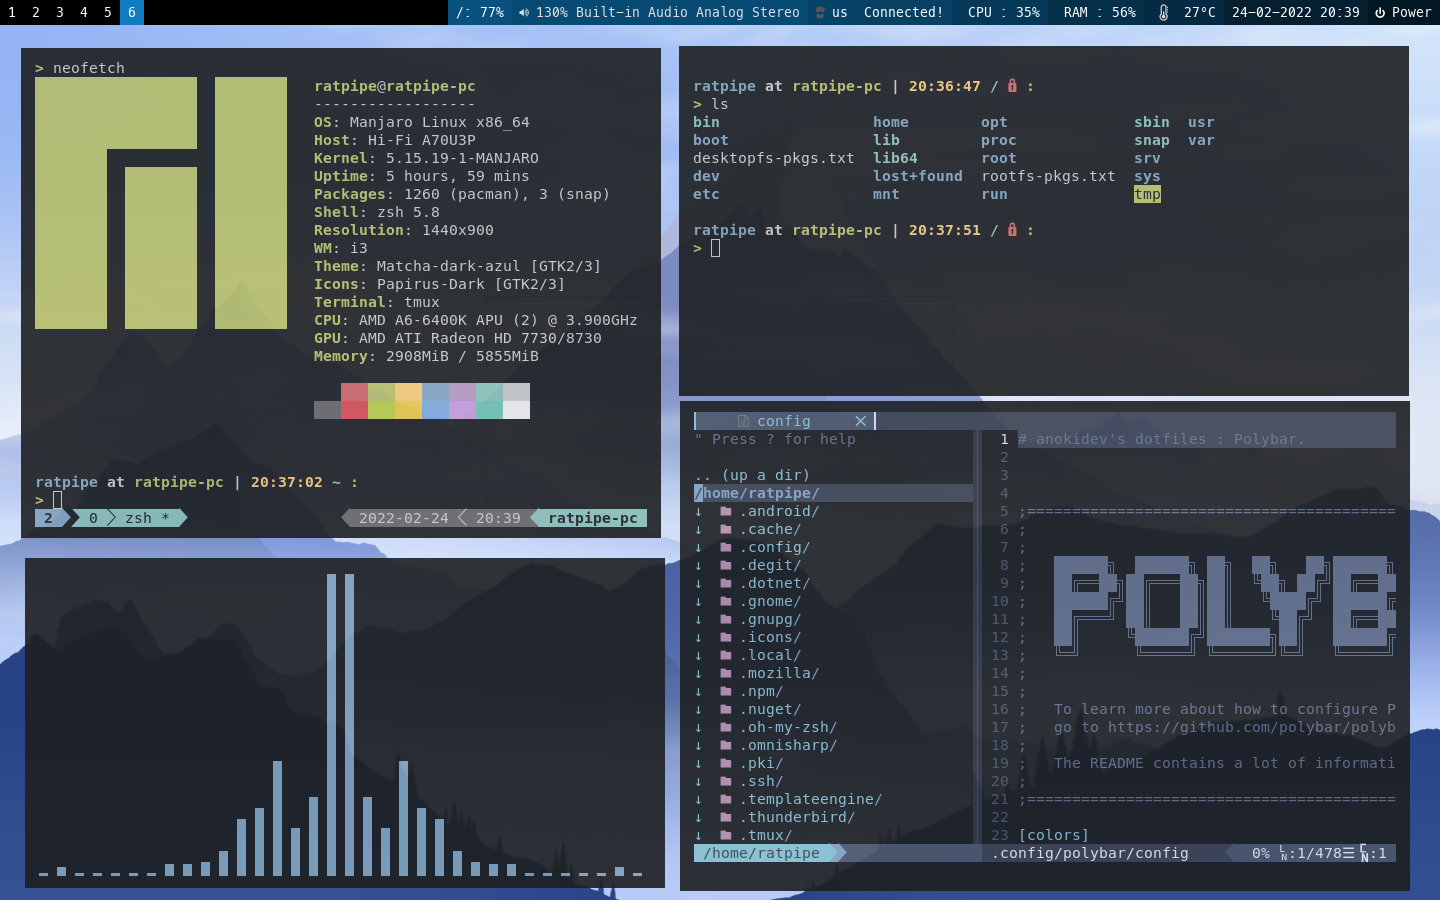 1 2 3 4 5 6 /: 77% 130% Built-in Audio Analog Stereo us Connected! CPU : 35% RAM : 56% 27°C 24-02-2022 20:39 Power
> neofetch
ratpipe@ratpipe-pc
------------------
OS: Manjaro Linux x86_64
Host: Hi-Fi A70U3P
Kernel: 5.15.19-1-MANJARO
Uptime: 5 hours, 59 mins
Packages: 1260 (pacman), 3 (snap)
Shell: zsh 5.8
Resolution: 1440x900
WM: i3
Theme: Matcha-dark-azul [GTK2/3]
Icons: Papirus-Dark [GTK2/3]
Terminal: tmux
CPU: AMD A6-6400K APU (2) @ 3.900GHz
GPU: AMD ATI Radeon HD 7730/8730
Memory: 2908MiB / 5855MiB
ratpipe at ratpipe-pc | 20:37:02 ~ :
>
2 0 zsh * 2022-02-24 20:39 ratpipe-pc
ratpipe at ratpipe-pc | 20:36:47 / :
> ls
bin home opt sbin usr
boot lib proc snap var
desktopfs-pkgs.txt lib64 root srv
dev lost+found rootfs-pkgs.txt sys
etc mnt run tmp
ratpipe at ratpipe-pc | 20:37:51 / :
>
config
" Press ? for help
.. (up a dir)
/home/ratpipe/
↓ .android/
↓ .cache/
↓ .config/
↓ .degit/
↓ .dotnet/
↓ .gnome/
↓ .gnupg/
↓ .icons/
↓ .local/
↓ .mozilla/
↓ .npm/
↓ .nuget/
↓ .oh-my-zsh/
↓ .omnisharp/
↓ .pki/
↓ .ssh/
↓ .templateengine/
↓ .thunderbird/
↓ .tmux/
/home/ratpipe
1 # anokidev's dotfiles : Polybar.
2
3
4
5 ;=========================================
6 ;
7 ;
8 ;
9 ;
10 ; POLYB
11 ;
12 ;
13 ;
14 ;
15 ;
16 ; To learn more about how to configure P
17 ; go to https://github.com/polybar/polyb
18 ;
19 ; The README contains a lot of informati
20 ;
21 ;=========================================
22
23 [colors]
.config/polybar/config 0% LN:1/478☰ :1